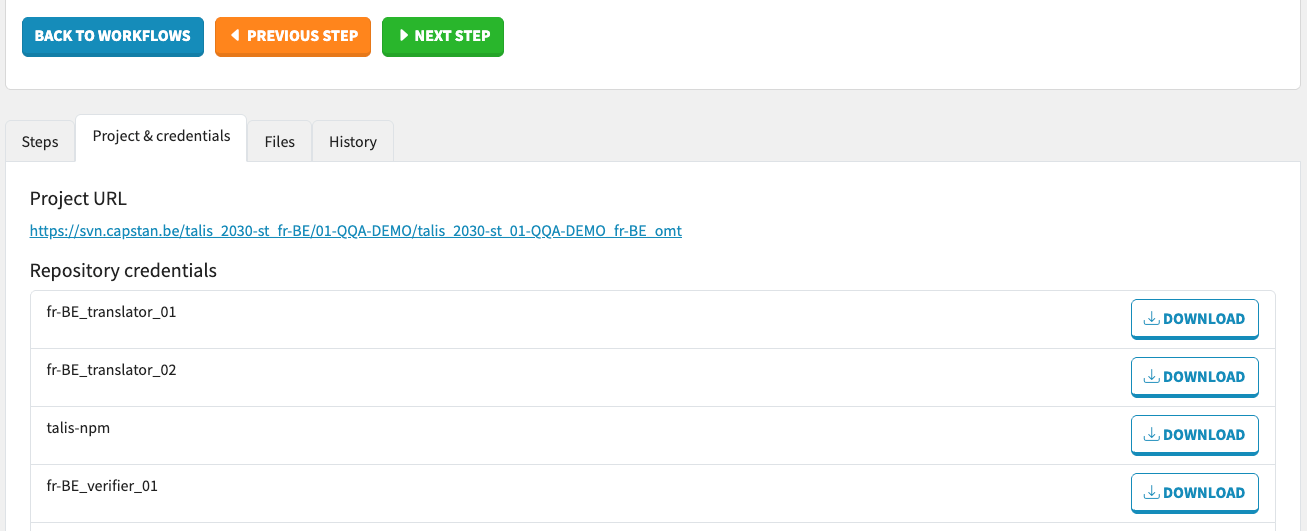 BACK TO WORKFLOWS PREVIOUS STEP NEXT STEP
Steps Project & credentials Files History
Project URL
https://svn.capstan.be/talis_2030-st_fr-BE/01-QQA-DEMO/talis_2030-st_01-QQA-DEMO_fr-BE_omt
Repository credentials
fr-BE_translator_01 DOWNLOAD
fr-BE_translator_02 DOWNLOAD
talis-npm DOWNLOAD
fr-BE_verifier_01 DOWNLOAD